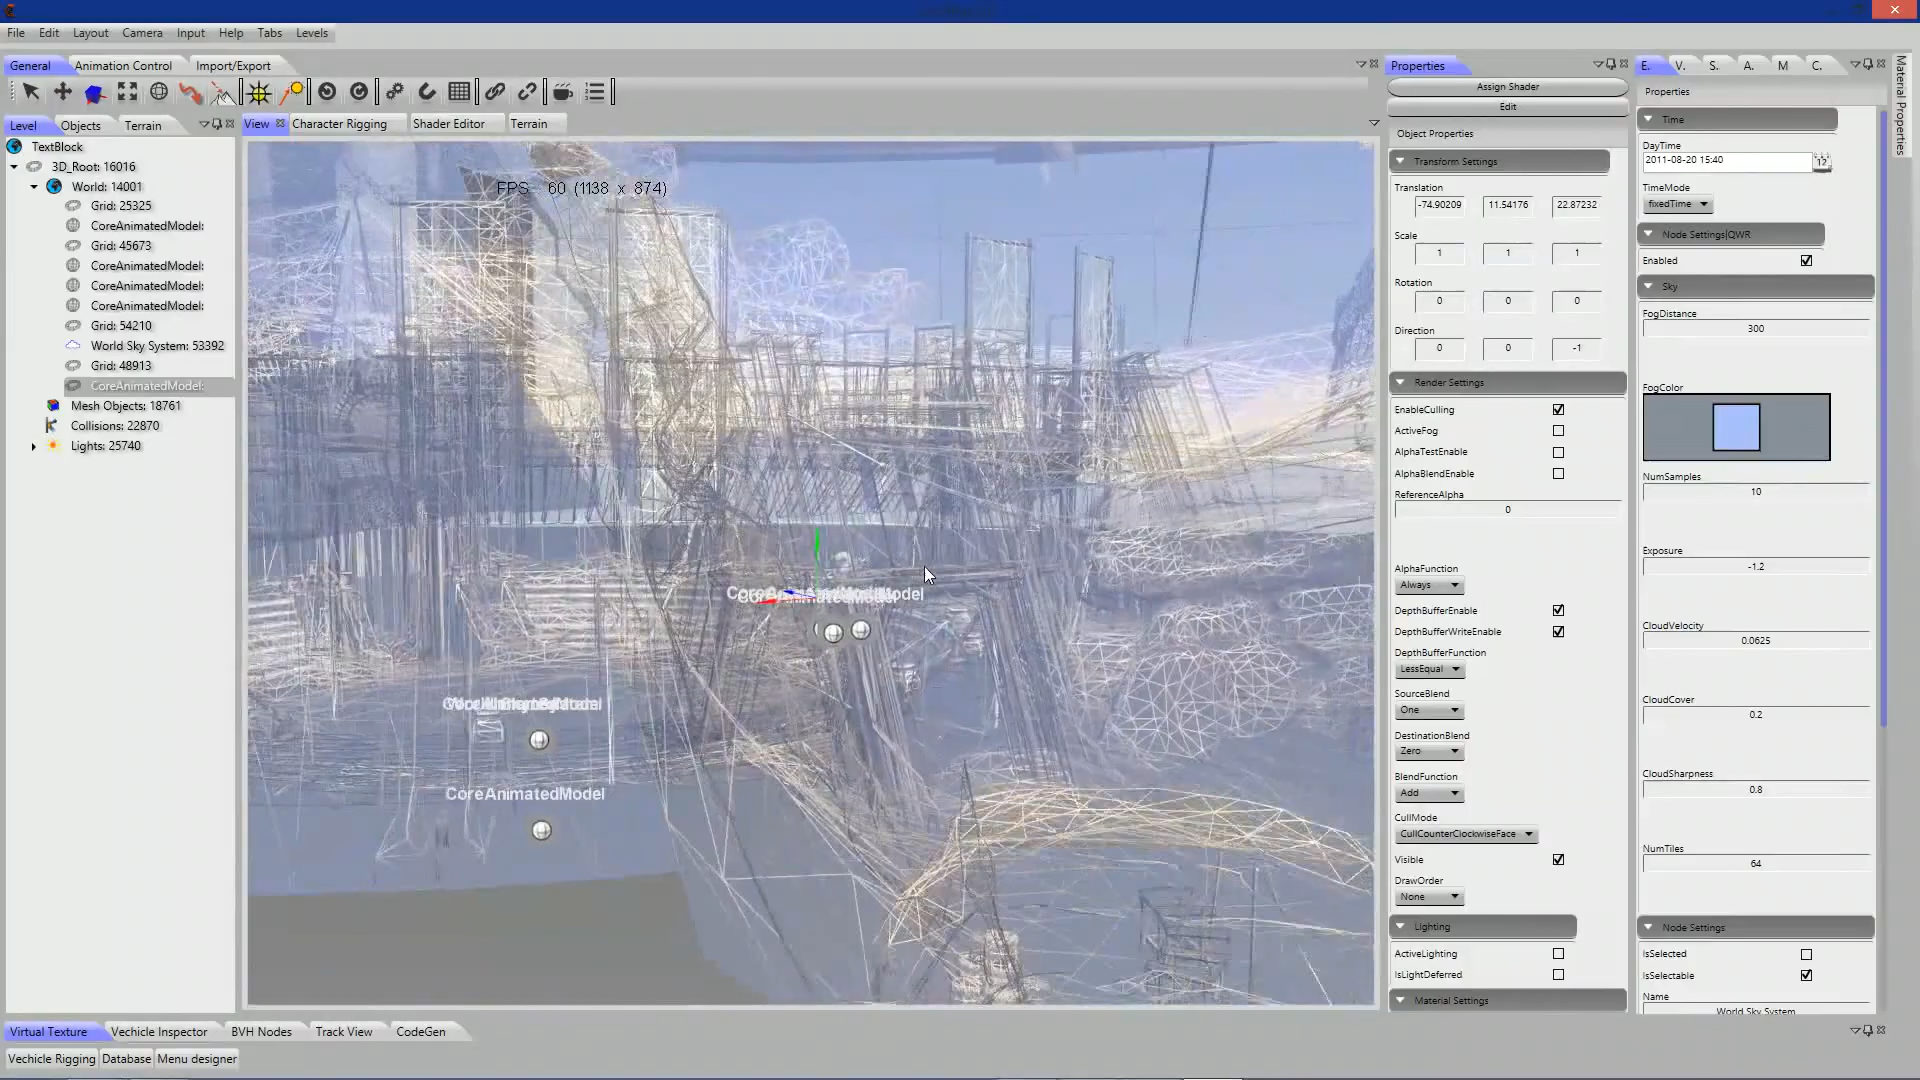 File Edit Layout Camera Input Help Tabs Levels
General Animation Control Import/Export
Level Objects Terrain
TextBlock
3D_Root: 16016
World: 14001
Grid: 25325
CoreAnimatedModel:
Grid: 45673
CoreAnimatedModel:
CoreAnimatedModel:
CoreAnimatedModel:
Grid: 54210
World Sky System: 53392
Grid: 48913
CoreAnimatedModel:
Mesh Objects: 18761
Collisions: 22870
Lights: 25740
View Character Rigging Shader Editor Terrain
FPS 60 (1138 x 874)
CoreAnimatedModel
Properties
Assign Shader
Edit
Object Properties
Transform Settings
Translation
-74.90209 11.54176 22.87232
Scale
1 1 1
Rotation
0 0 0
Direction
0 0 -1
Render Settings
EnableCulling
ActiveFog
AlphaTestEnable
AlphaBlendEnable
ReferenceAlpha
0
AlphaFunction
Always
DepthBufferEnable
DepthBufferWriteEnable
DepthBufferFunction
LessEqual
SourceBlend
One
DestinationBlend
Zero
BlendFunction
Add
CullMode
CullCounterClockwiseFace
Visible
DrawOrder
None
Lighting
ActiveLighting
IsLightDeferred
Material Settings
E. V. S. A. M C.
Properties
Time
DayTime
2011-08-20 15:40
12
TimeMode
fixedTime
Node Settings|QWR
Enabled
Sky
FogDistance
300
FogColor
NumSamples
10
Exposure
-1.2
CloudVelocity
0.0625
CloudCover
0.2
CloudSharpness
0.8
NumTiles
64
Node Settings
IsSelected
IsSelectable
Name
World Sky System
Material Properties
Virtual Texture Vechicle Inspector BVH Nodes Track View CodeGen
Vechicle Rigging Database Menu designer